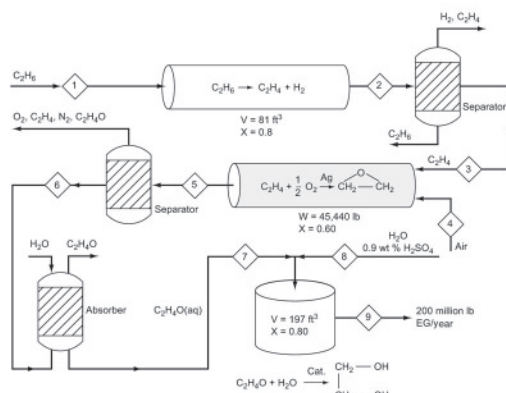 H₂, C₂H₄
C₂H₆
1
C₂H₆ → C₂H₄ + H₂
2
V = 81 ft³
X = 0.8
Separator
C₂H₆
O₂, C₂H₄, N₂, C₂H₄O
C₂H₄
3
6
5
C₂H₄ + 1/2 O₂ Ag → O CH₂ — CH₂
Separator
W = 45,440 lb
X = 0.60
4
Air
H₂O
0.9 wt % H₂SO₄
H₂O
C₂H₄O
7
8
Absorber
C₂H₄O(aq)
V = 197 ft³
X = 0.80
9
200 million lb
EG/year
Cat.
CH₂ — OH
C₂H₄O + H₂O →